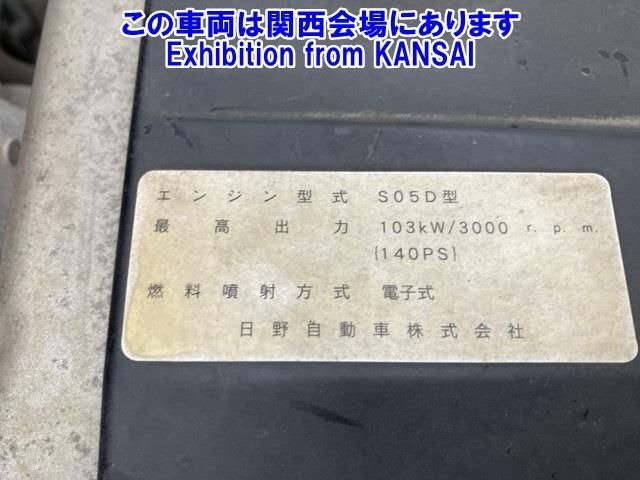 この車両は関西会場にあります
Exhibition from KANSAI
エンジン型式 S05D型
最高出力 103kW/3000 r.p.m.
{140PS}
燃料噴射方式 電子式
日野自動車株式会社